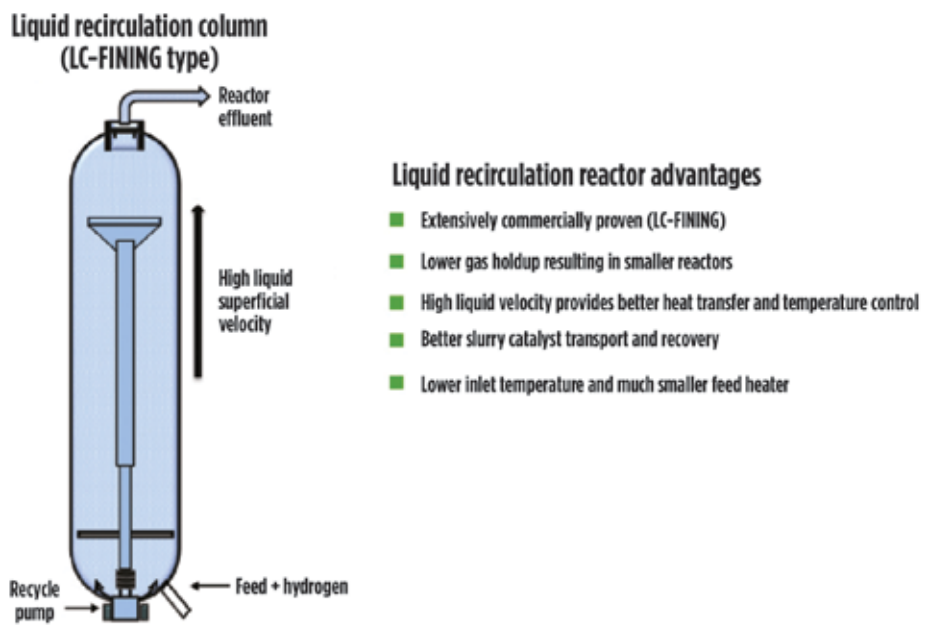 Liquid recirculation column
(LC-FINING type)
Reactor
effluent
Liquid recirculation reactor advantages
Extensively commercially proven (LC-FINING)
Lower gas holdup resulting in smaller reactors
High liquid
superficial
velocity
High liquid velocity provides better heat transfer and temperature control
Better slurry catalyst transport and recovery
Lower inlet temperature and much smaller feed heater
Recycle
pump
Feed + hydrogen